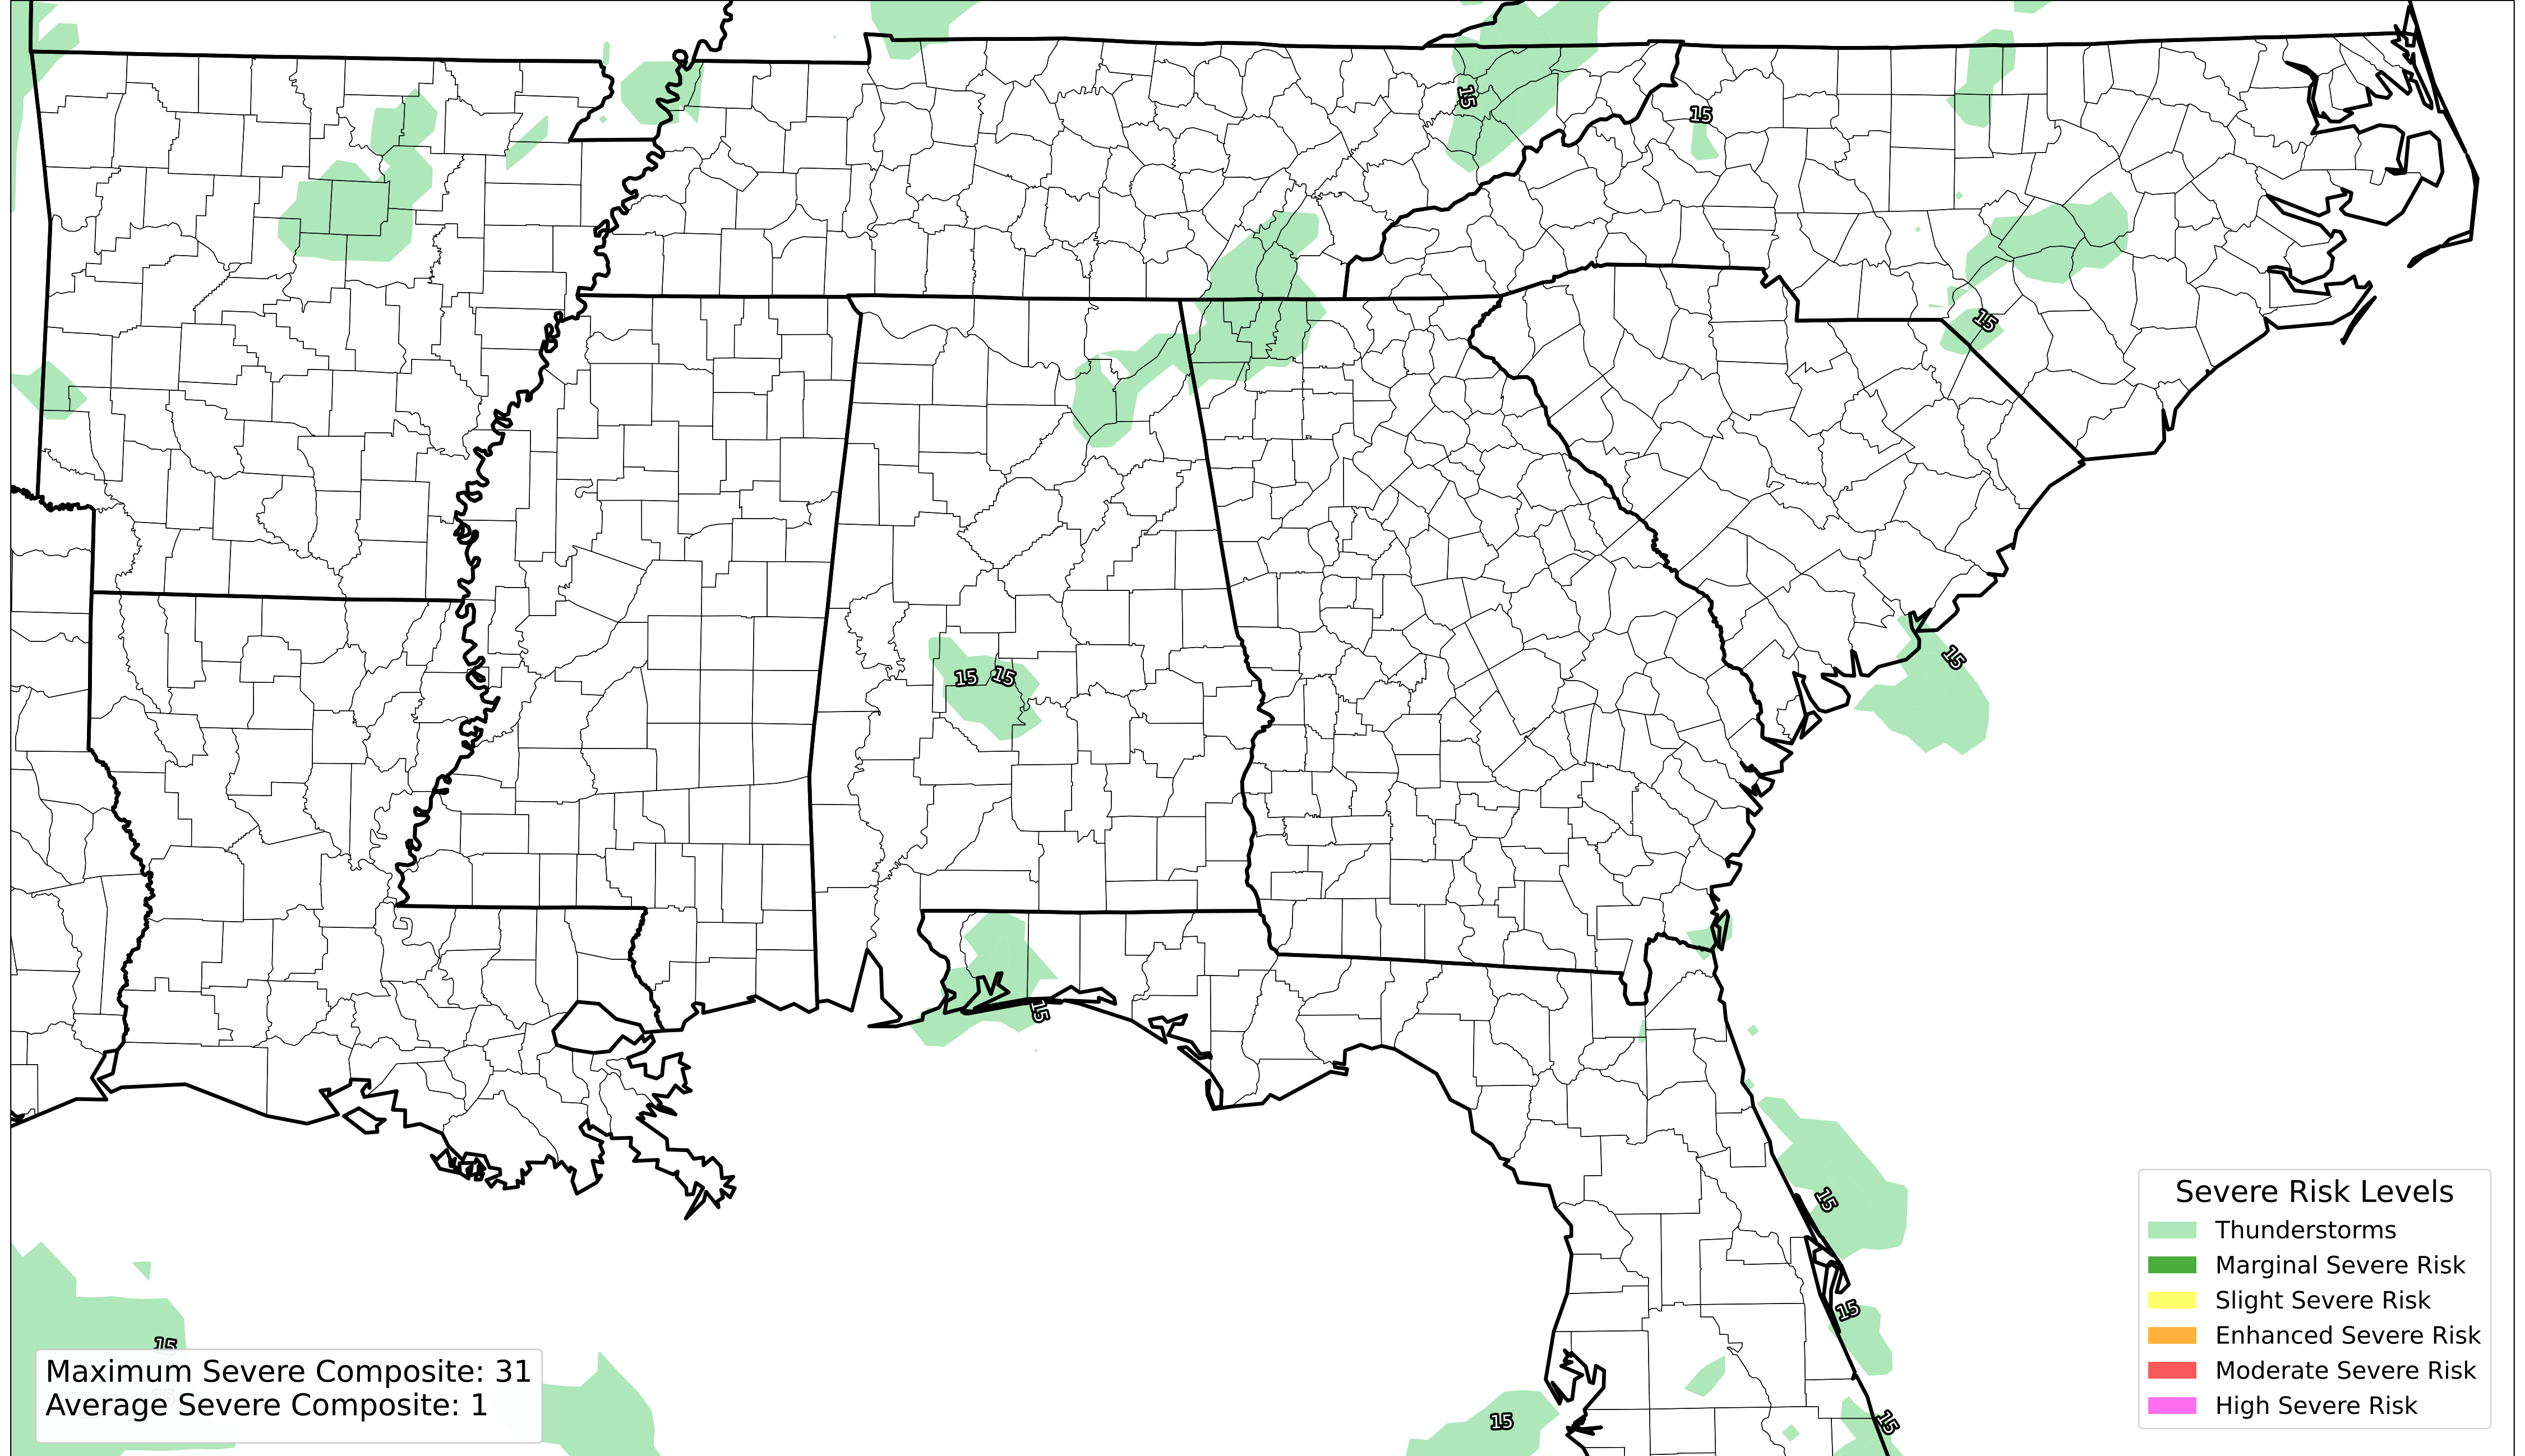 15
15
15
15 15
15
15
15
15
15
15
15
Severe Risk Levels
Thunderstorms
Marginal Severe Risk
Slight Severe Risk
Enhanced Severe Risk
Moderate Severe Risk
High Severe Risk
Maximum Severe Composite: 31
Average Severe Composite: 1